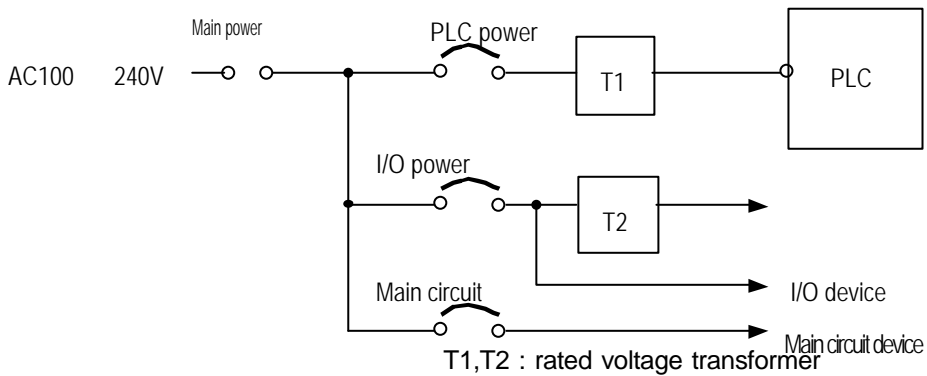 Main power
PLC power
AC100 240V
T1
PLC
I/O power
T2
Main circuit
I/O device
Main circuit device
T1,T2 : rated voltage transformer